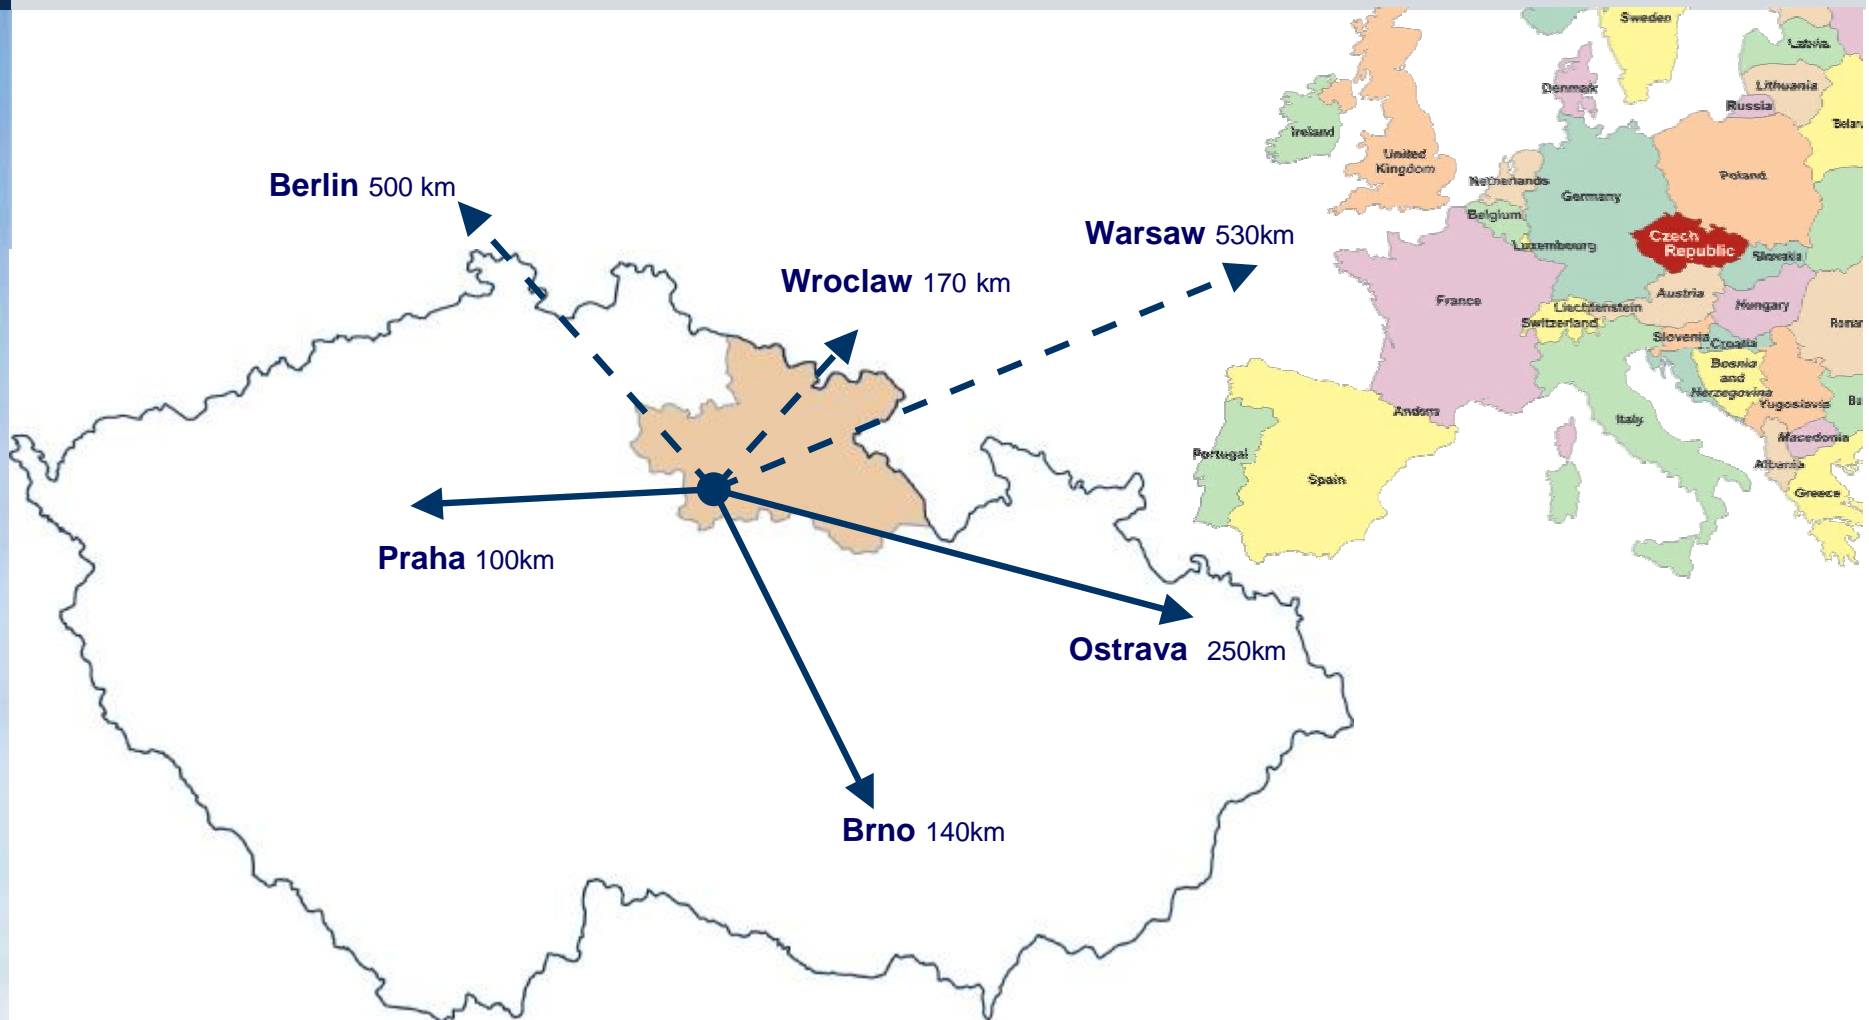 Berlin 500 km
Warsaw 530km
Wroclaw 170 km
Praha 100km
Ostrava 250km
Brno 140km
Sweden
Latvia
Denmark
Lithuania
Russia
Ireland
United
Kingdom
Netherlands
Poland
Germany
Belgium
Czech
Republic
Luxembourg
Slovakia
Austria
France
Liechtenstein
Hungary
Switzerland
Slovenia
Croatia
Bosnia
and
Herzegovina
Yugoslavia
Andorra
Italy
Macedonia
Portugal
Albania
Spain
Greece